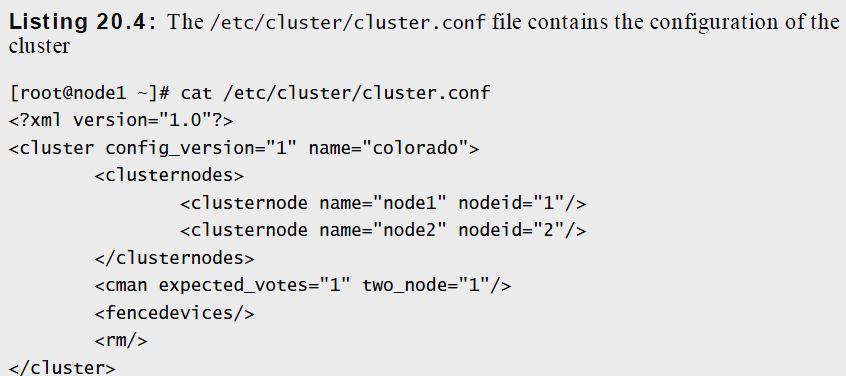 Listing 20.4: The /etc/cluster/cluster.conf file contains the configuration of the
cluster
[root@node1 ~]# cat /etc/cluster/cluster.conf
<?xml version="1.0"?>
<cluster config_version="1" name="colorado">
        <clusternodes>
                <clusternode name="node1" nodeid="1"/>
                <clusternode name="node2" nodeid="2"/>
        </clusternodes>
        <cman expected_votes="1" two_node="1"/>
        <fencedevices/>
        <rm/>
</cluster>